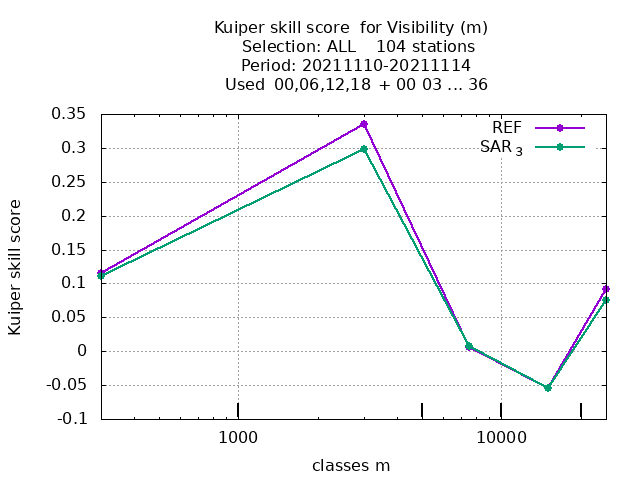 Kuiper skill score  for Visibility (m)
Selection: ALL    104 stations
Period: 20211110-20211114
Used  00,06,12,18  + 00 03 ... 36
REF
SAR 3
0.35
0.3
0.25
0.2
0.15
0.1
0.05
0
-0.05
-0.1
Kuiper skill score
1000
10000
classes m